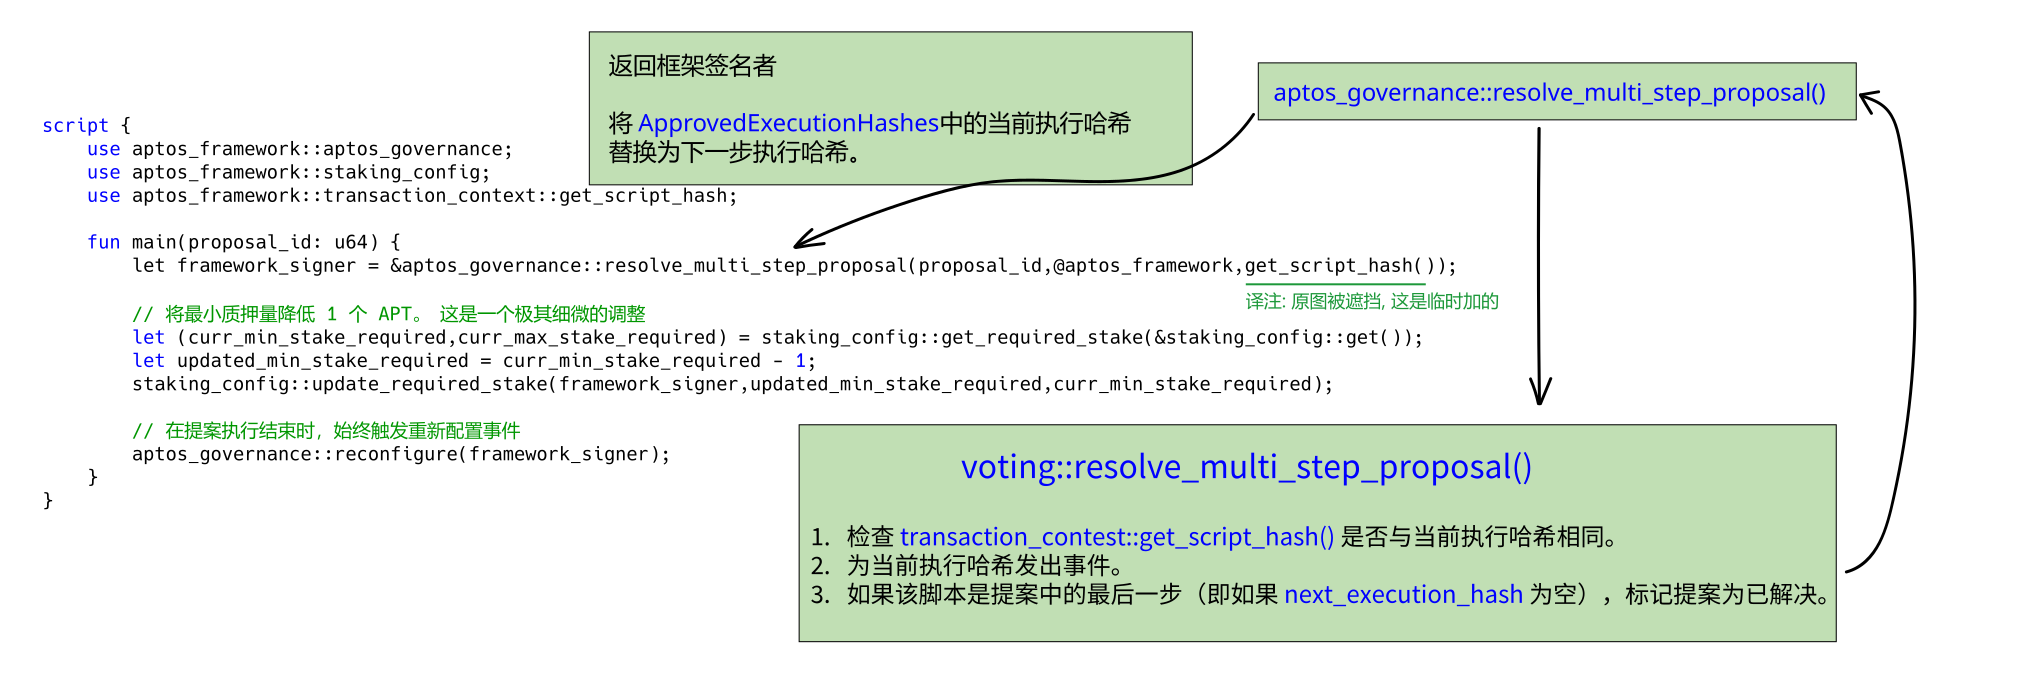 返回框架签名者
将 ApprovedExecutionHashes中的当前执行哈希
替换为下一步执行哈希。
aptos_governance::resolve_multi_step_proposal()
script {
    use aptos_framework::aptos_governance;
    use aptos_framework::staking_config;
    use aptos_framework::transaction_context::get_script_hash;
    fun main(proposal_id: u64) {
        let framework_signer = &aptos_governance::resolve_multi_step_proposal(proposal_id,@aptos_framework,get_script_hash());
译注: 原图被遮挡, 这是临时加的
        // 将最小质押量降低 1 个 APT。 这是一个极其细微的调整
        let (curr_min_stake_required,curr_max_stake_required) = staking_config::get_required_stake(&staking_config::get());
        let updated_min_stake_required = curr_min_stake_required - 1;
        staking_config::update_required_stake(framework_signer,updated_min_stake_required,curr_min_stake_required);
        // 在提案执行结束时, 始终触发重新配置事件
        aptos_governance::reconfigure(framework_signer);
    }
}
voting::resolve_multi_step_proposal()
1. 检查 transaction_contest::get_script_hash() 是否与当前执行哈希相同。
2. 为当前执行哈希发出事件。
3. 如果该脚本是提案中的最后一步（即如果 next_execution_hash 为空），标记提案为已解决。